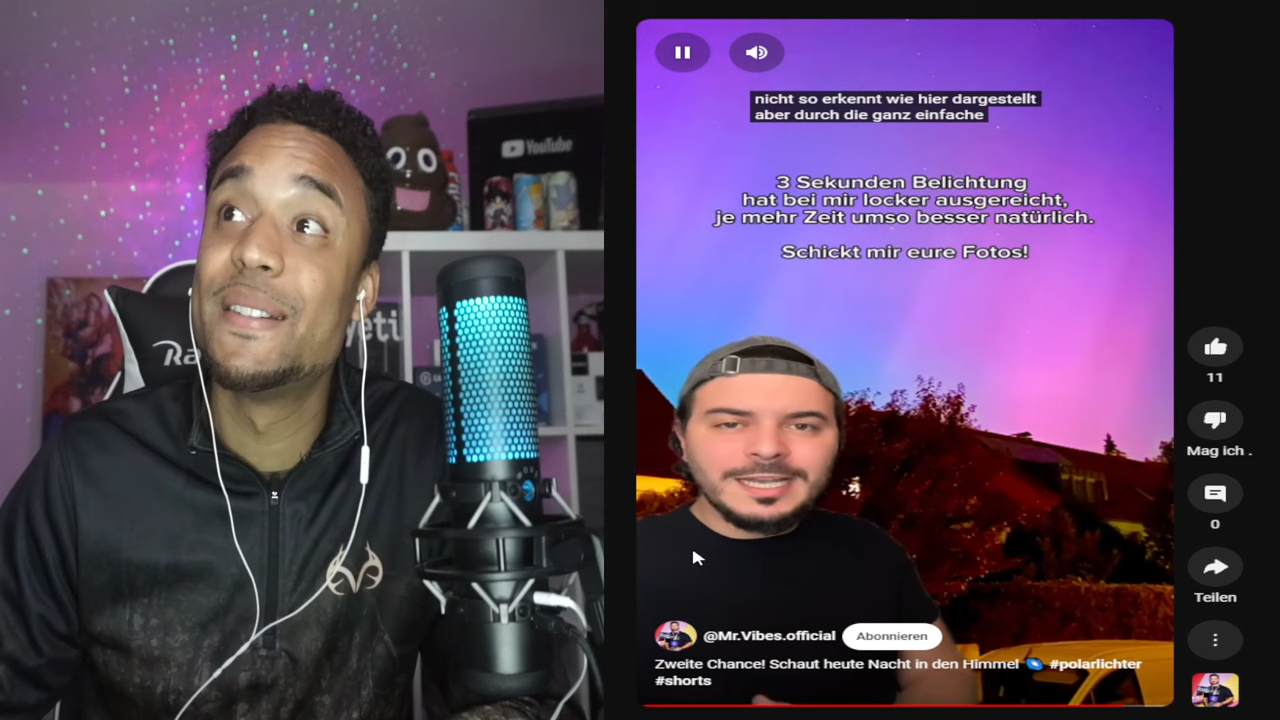 YouTube
Ra
yeti
nicht so erkennt wie hier dargestellt
aber durch die ganz einfache
3 Sekunden Belichtung
hat bei mir locker ausgereicht,
je mehr Zeit umso besser natürlich.
Schickt mir eure Fotos!
11
Mag ich .
0
Teilen
@Mr.Vibes.official
Abonnieren
Zweite Chance! Schaut heute Nacht in den Himmel #polarlichter
#shorts